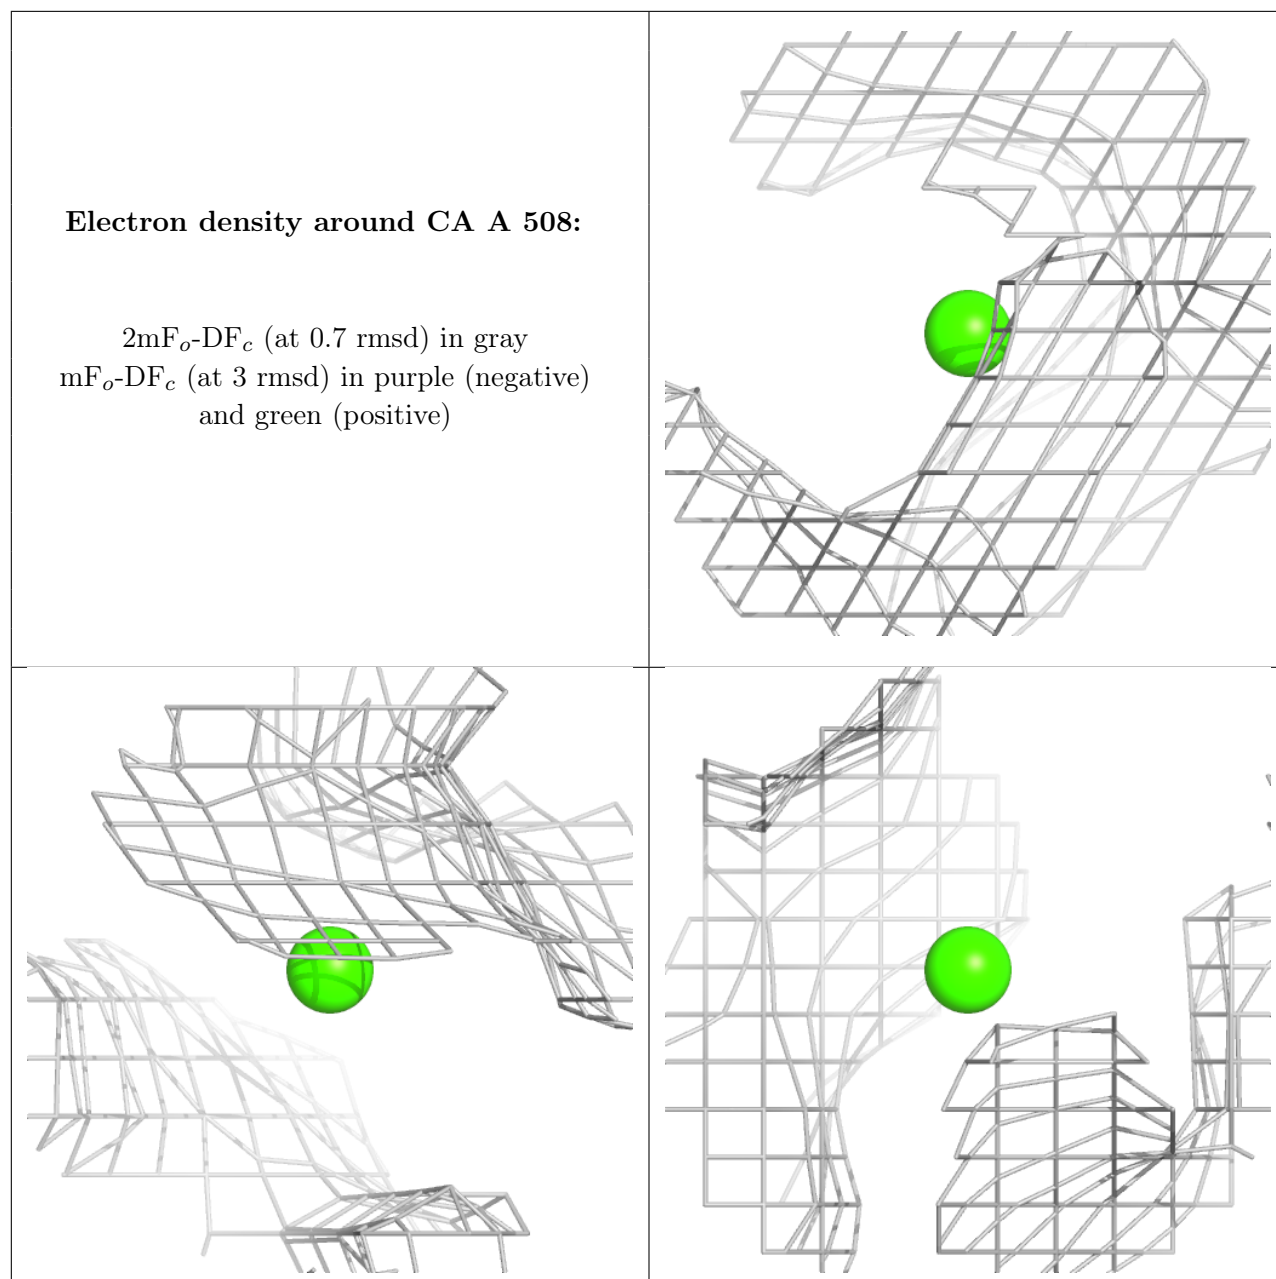 Electron density around CA A 508:
2mFo-DFc (at 0.7 rmsd) in gray
mFo-DFc (at 3 rmsd) in purple (negative)
and green (positive)